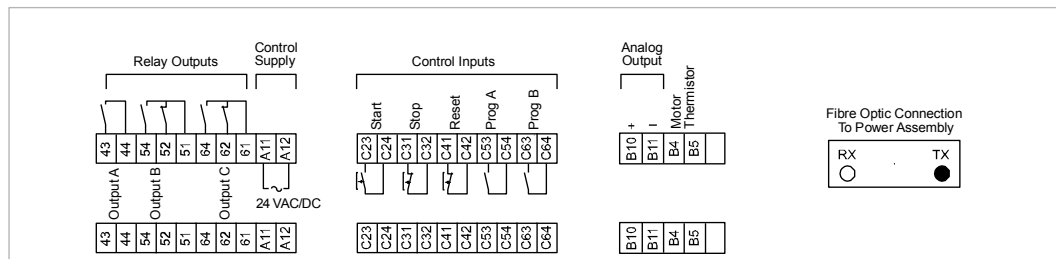 Relay Outputs
Control
Supply
Control Inputs
Analog
Output
Start
Stop
Reset
Prog A
Prog B
+
–
Motor
Thermistor
Fibre Optic Connection
To Power Assembly
43 44 54 52 51 64 62 61 A11 A12
C23 C24 C31 C32 C41 C42 C53 C54 C63 C64
B10 B11 B4 B5
RX TX
Output A
Output B
Output C
24 VAC/DC
43 44 54 52 51 64 62 61 A11 A12
C23 C24 C31 C32 C41 C42 C53 C54 C63 C64
B10 B11 B4 B5